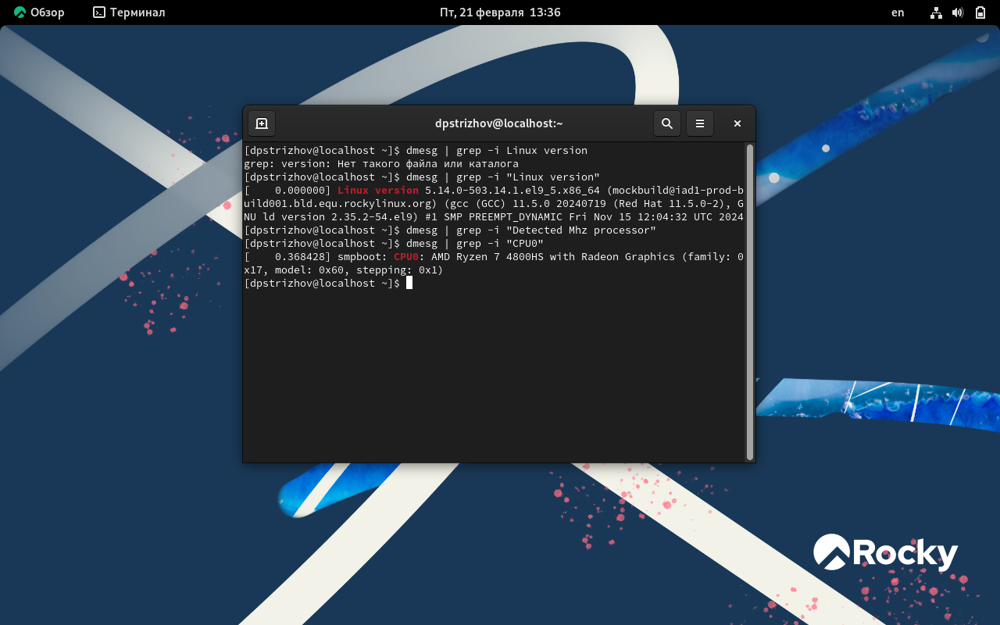 Обзор Терминал Пт, 21 февраля 13:36 en
dpstrizhov@localhost:~
[dpstrizhov@localhost ~]$ dmesg | grep -i Linux version
grep: version: Нет такого файла или каталога
[dpstrizhov@localhost ~]$ dmesg | grep -i "Linux version"
[    0.000000] Linux version 5.14.0-503.14.1.el9_5.x86_64 (mockbuild@iad1-prod-b
uild001.bld.equ.rockylinux.org) (gcc (GCC) 11.5.0 20240719 (Red Hat 11.5.0-2), G
NU ld version 2.35.2-54.el9) #1 SMP PREEMPT_DYNAMIC Fri Nov 15 12:04:32 UTC 2024
[dpstrizhov@localhost ~]$ dmesg | grep -i "Detected Mhz processor"
[dpstrizhov@localhost ~]$ dmesg | grep -i "CPU0"
[    0.368428] smpboot: CPU0: AMD Ryzen 7 4800HS with Radeon Graphics (family: 0
x17, model: 0x60, stepping: 0x1)
[dpstrizhov@localhost ~]$
Rocky